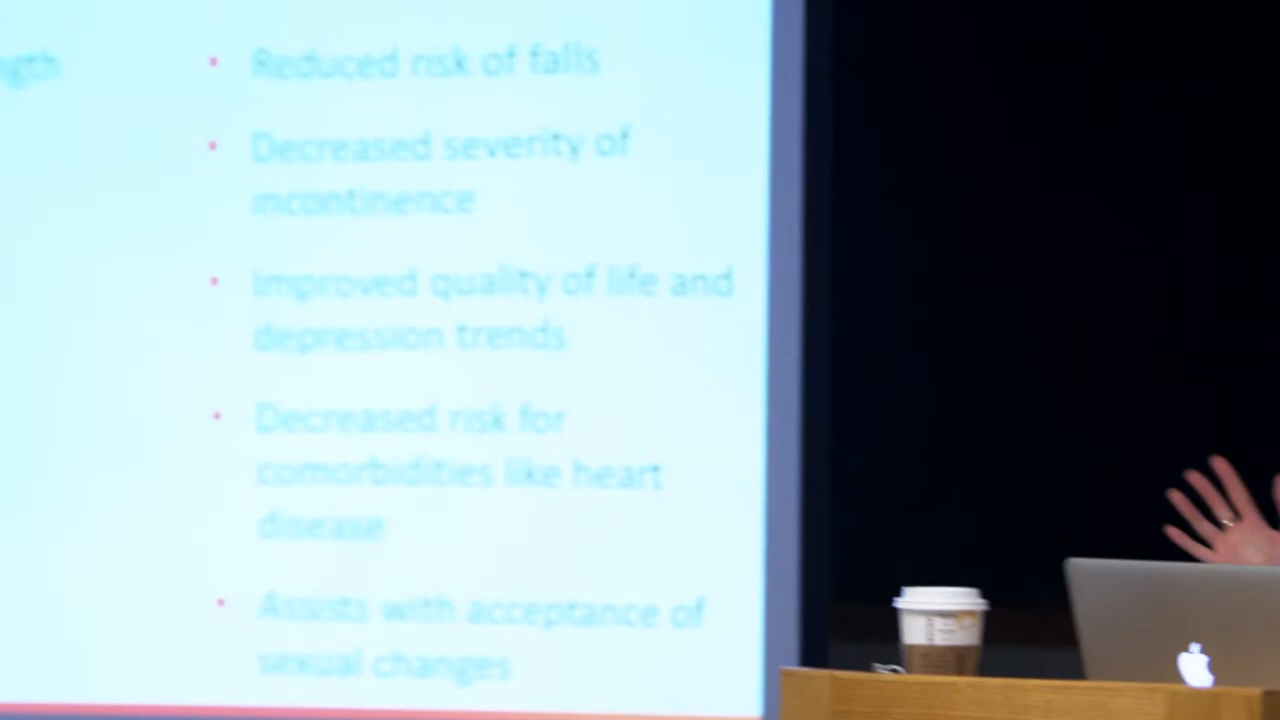 Reduced risk of falls
Decreased severity of
incontinence
Improved quality of life and
depression trends
Decreased risk for
comorbidities like heart
disease
Assists with acceptance of
sexual changes